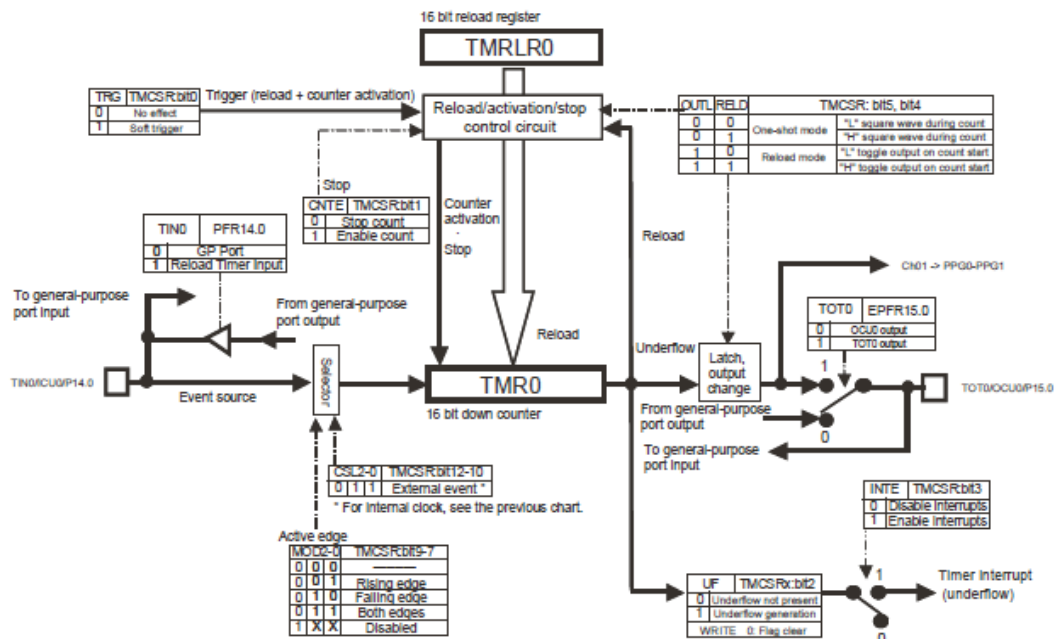 16 bit reload register
TMRLR0
TRG TMCSR:bit0
0 No effect
1 Soft trigger
Trigger (reload + counter activation)
Reload/activation/stop
control circuit
OUTL RELD TMCSR: bit5, bit4
0 0 One-shot mode "L" square wave during count
0 1 "H" square wave during count
1 0 Reload mode "L" toggle output on count start
1 1 "H" toggle output on count start
Stop
CNTE TMCSR:bit1
0 Stop count
1 Enable count
Counter
activation
·
Stop
Reload
TIN0 PFR14.0
0 GP Port
1 Reload Timer Input
Ch01 -> PPG0-PPG1
To general-purpose
port input
From general-purpose
port output
Reload
TOT0 EPFR15.0
0 OCU0 output
1 TOT0 output
Underflow
Latch,
output
change
1
0
TIN0/ICU0/P14.0
Event source
Selector
TMR0
16 bit down counter
TOT0/OCU0/P15.0
From general-purpose
port output
To general-purpose
port input
CSL2-0 TMCSR:bit12-10
0 1 1 External event *
* For internal clock, see the previous chart.
INTE TMCSR:bit3
0 Disable Interrupts
1 Enable Interrupts
Active edge
MOD2-0 TMCSR:bit9-7
0 0 0 ———
0 0 1 Rising edge
0 1 0 Falling edge
0 1 1 Both edges
1 X X Disabled
UF TMCSRx:bit2
0 Underflow not present
1 Underflow generation
WRITE 0: Flag clear
1
0
Timer Interrupt
(underflow)